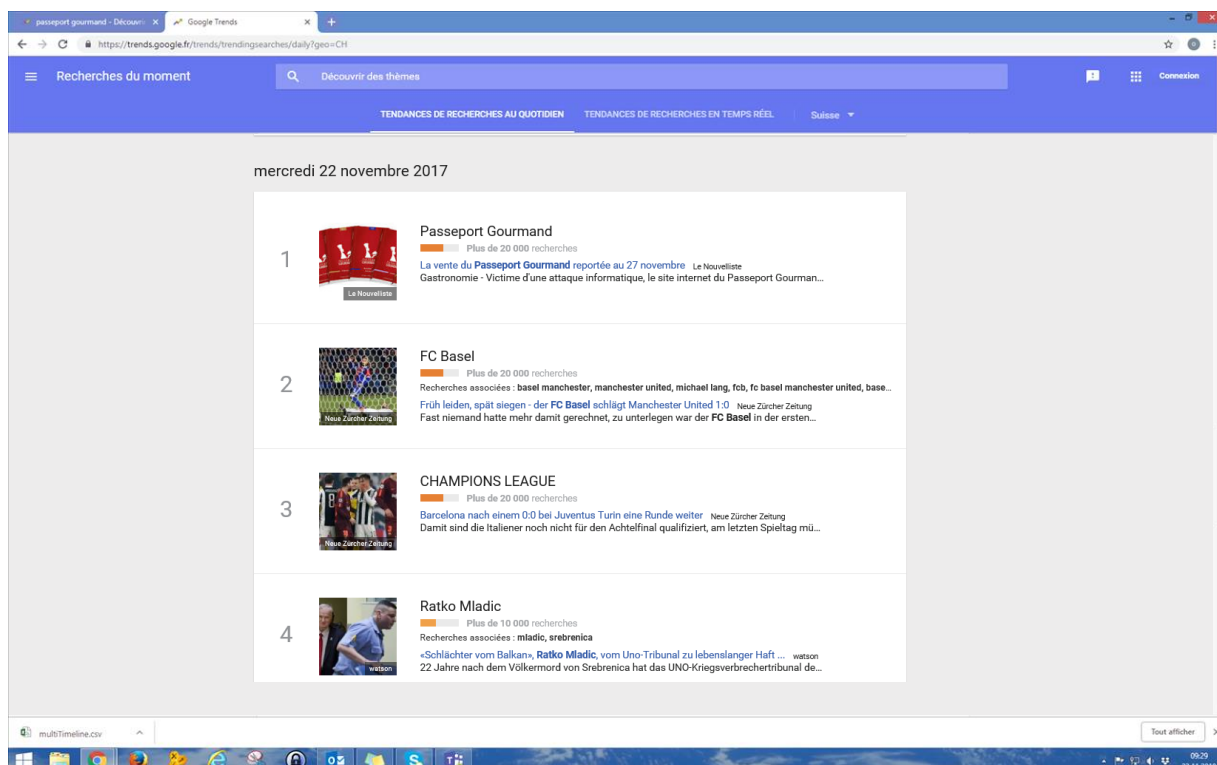 passeport gourmand - Découvri
Google Trends
https://trends.google.fr/trends/trendingsearches/daily?geo=CH
Recherches du moment
Découvrir des thèmes
Connexion
TENDANCES DE RECHERCHES AU QUOTIDIEN
TENDANCES DE RECHERCHES EN TEMPS RÉEL
Suisse
mercredi 22 novembre 2017
1
Le Nouvelliste
Passeport Gourmand
Plus de 20 000 recherches
La vente du Passeport Gourmand reportée au 27 novembre Le Nouvelliste
Gastronomie - Victime d'une attaque informatique, le site internet du Passeport Gourman...
2
Neue Zürcher Zeitung
FC Basel
Plus de 20 000 recherches
Recherches associées : basel manchester, manchester united, michael lang, fcb, fc basel manchester united, base...
Früh leiden, spät siegen - der FC Basel schlägt Manchester United 1:0 Neue Zürcher Zeitung
Fast niemand hatte mehr damit gerechnet, zu unterlegen war der FC Basel in der ersten...
3
Neue Zürcher Zeitung
CHAMPIONS LEAGUE
Plus de 20 000 recherches
Barcelona nach einem 0:0 bei Juventus Turin eine Runde weiter Neue Zürcher Zeitung
Damit sind die Italiener noch nicht für den Achtelfinal qualifiziert, am letzten Spieltag mü...
4
watson
Ratko Mladic
Plus de 10 000 recherches
Recherches associées : mladic, srebrenica
«Schlächter vom Balkan», Ratko Mladic, vom Uno-Tribunal zu lebenslanger Haft ... watson
22 Jahre nach dem Völkermord von Srebrenica hat das UNO-Kriegsverbrechertribunal de...
multiTimeline.csv
Tout afficher
09:29